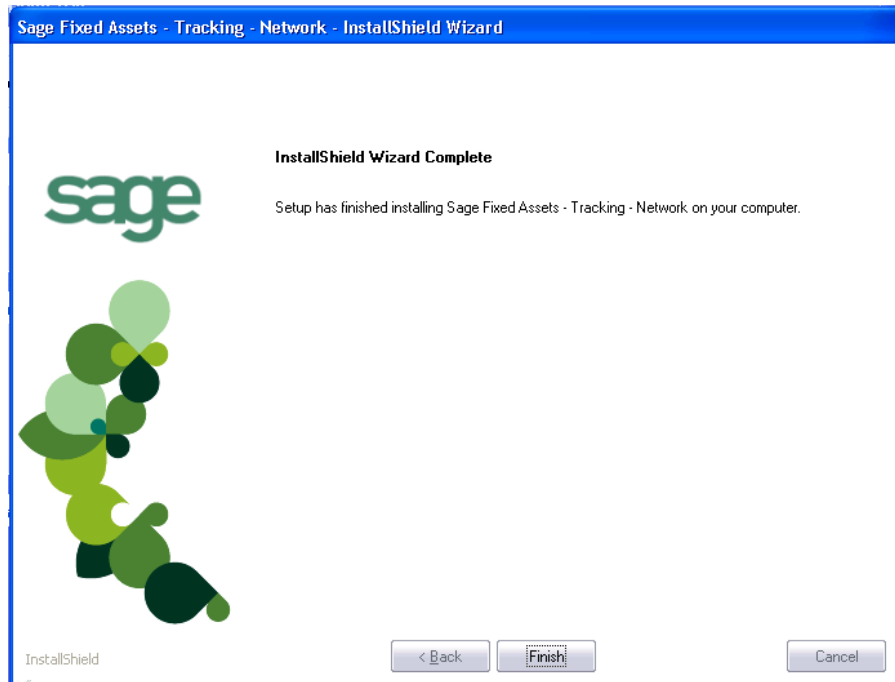 Sage Fixed Assets - Tracking - Network - InstallShield Wizard
InstallShield Wizard Complete
sage
Setup has finished installing Sage Fixed Assets - Tracking - Network on your computer.
InstallShield
< Back
Finish
Cancel